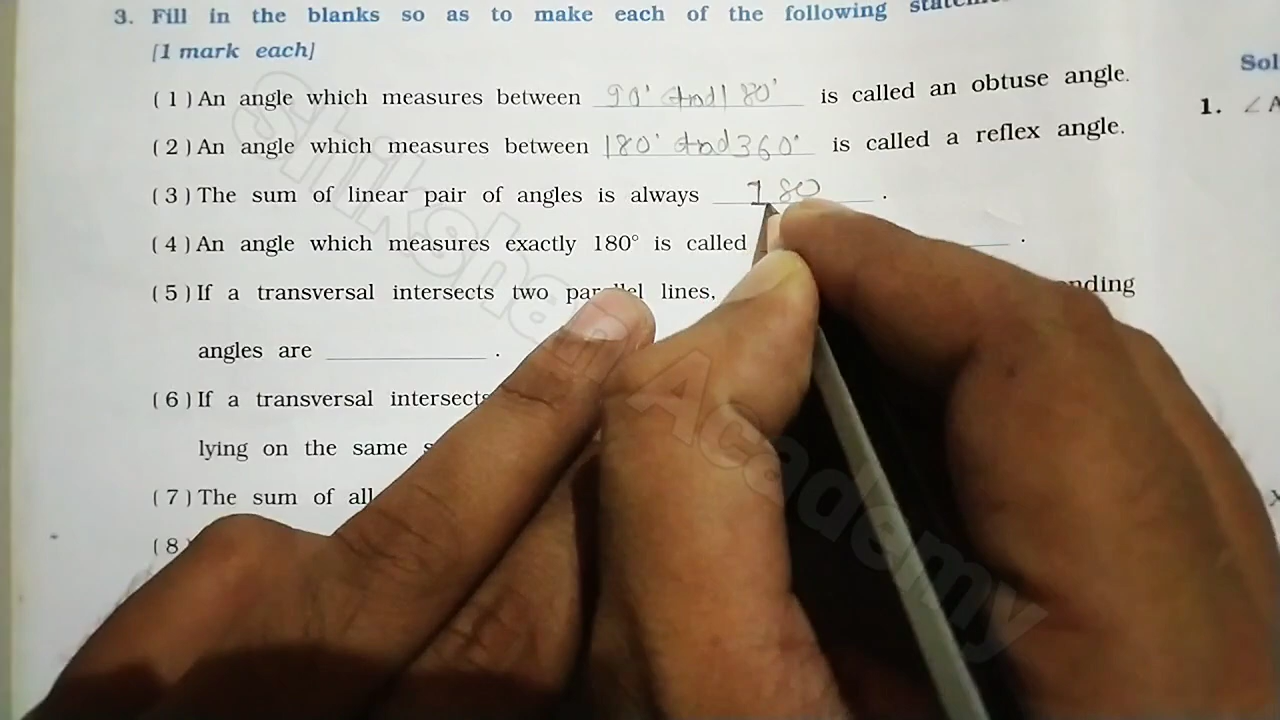 3. Fill in the blanks so as to make each of the following
[1 mark each]
Sol
(1) An angle which measures between 90° and 180° is called an obtuse angle.
1. ∠A
(2) An angle which measures between 180° and 360° is called a reflex angle.
(3) The sum of linear pair of angles is always 180.
(4) An angle which measures exactly 180° is called .
(5) If a transversal intersects two parallel lines,
angles are ________ .
(6) If a transversal intersects
lying on the same
(7) The sum of all
(8
Shikshan Academy